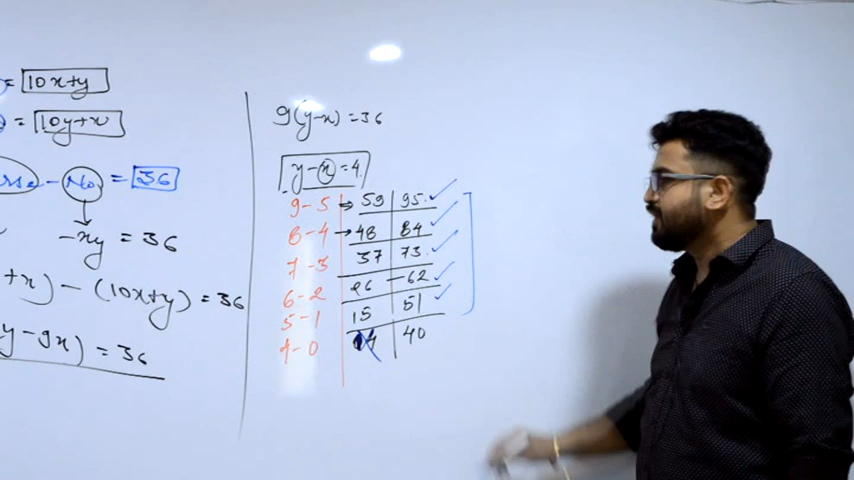 = 10x+y
= 10y+x
- No. = 36
-xy = 36
+x) - (10x+y) = 36
y-9x) = 36
9(y-x) = 36
y-x = 4.
9-5 → 59 95.
8-4 → 48 84
7-3 37 73.
6-2 26 62
5-1 15 51
4-0 04 40